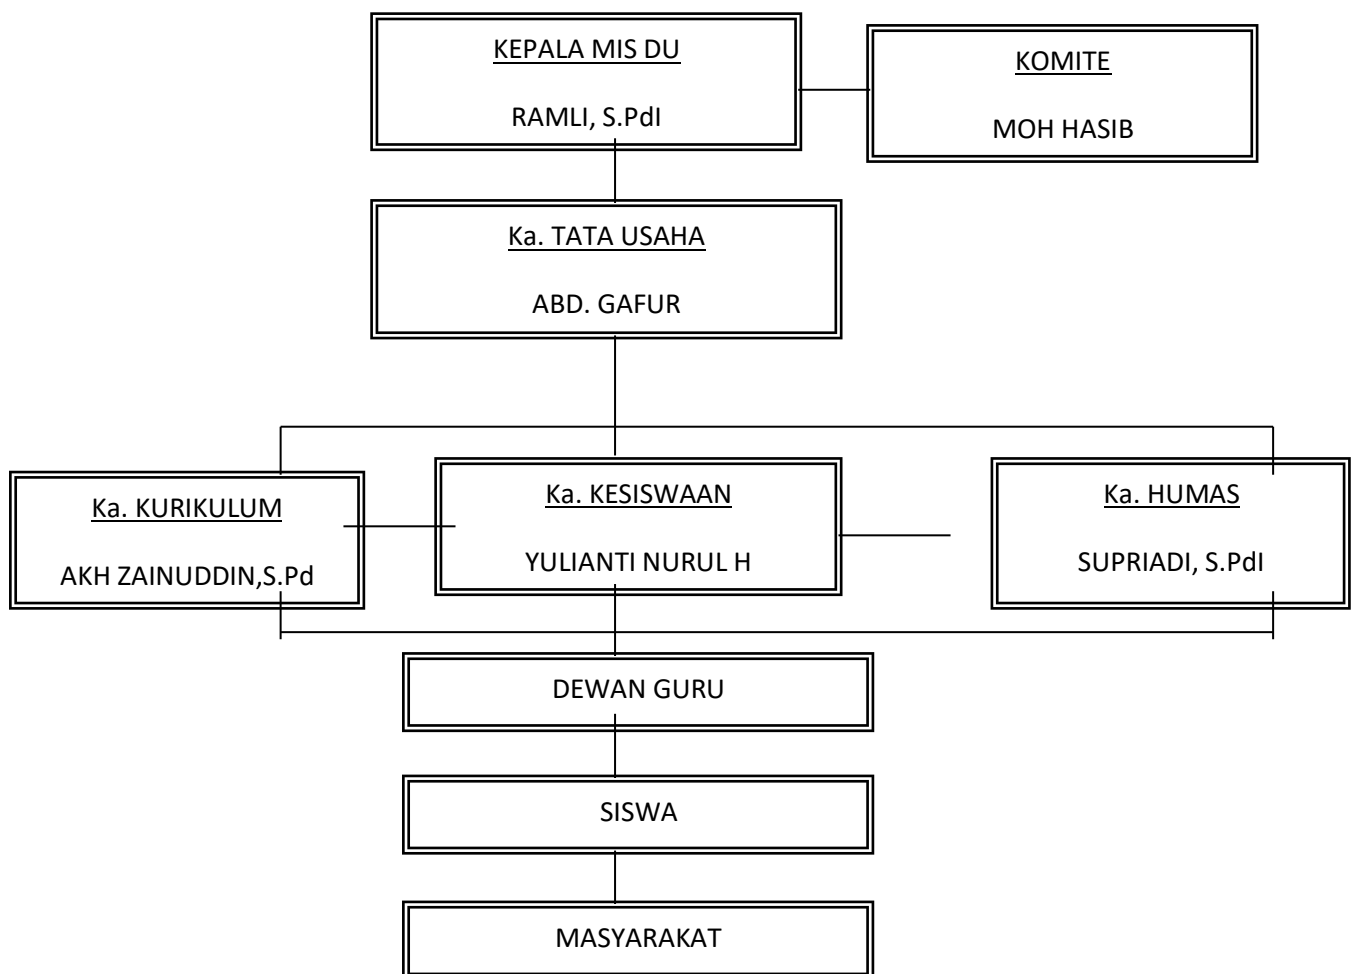 KEPALA MIS DU
RAMLI, S.PdI
KOMITE
MOH HASIB
Ka. TATA USAHA
ABD. GAFUR
Ka. KURIKULUM
AKH ZAINUDDIN,S.Pd
Ka. KESISWAAN
YULIANTI NURUL H
Ka. HUMAS
SUPRIADI, S.PdI
DEWAN GURU
SISWA
MASYARAKAT